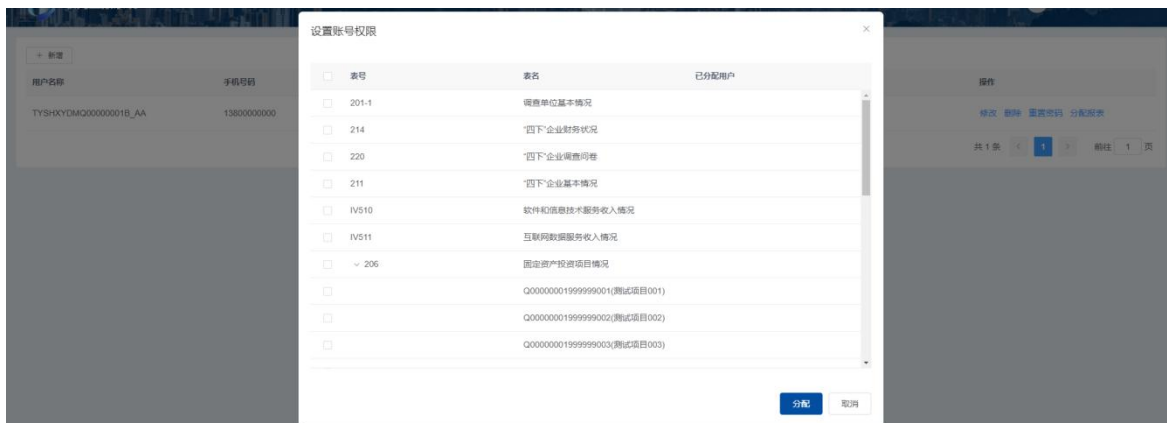 设置账号权限
+ 新增
用户名称 手机号码 操作
表号 表名 已分配用户
201-1 调查单位基本情况
TYSHXYDMQ00000001B_AA 13800000000 修改 删除 重置密码 分配报表
214 “四下”企业财务状况
共 1 条 1 前往 1 页
220 “四下”企业调查问卷
211 “四下”企业基本情况
IV510 软件和信息技术服务收入情况
IV511 互联网数据服务收入情况
206 固定资产投资项目情况
Q00000001999999001(测试项目001)
Q00000001999999002(测试项目002)
Q00000001999999003(测试项目003)
分配 取消